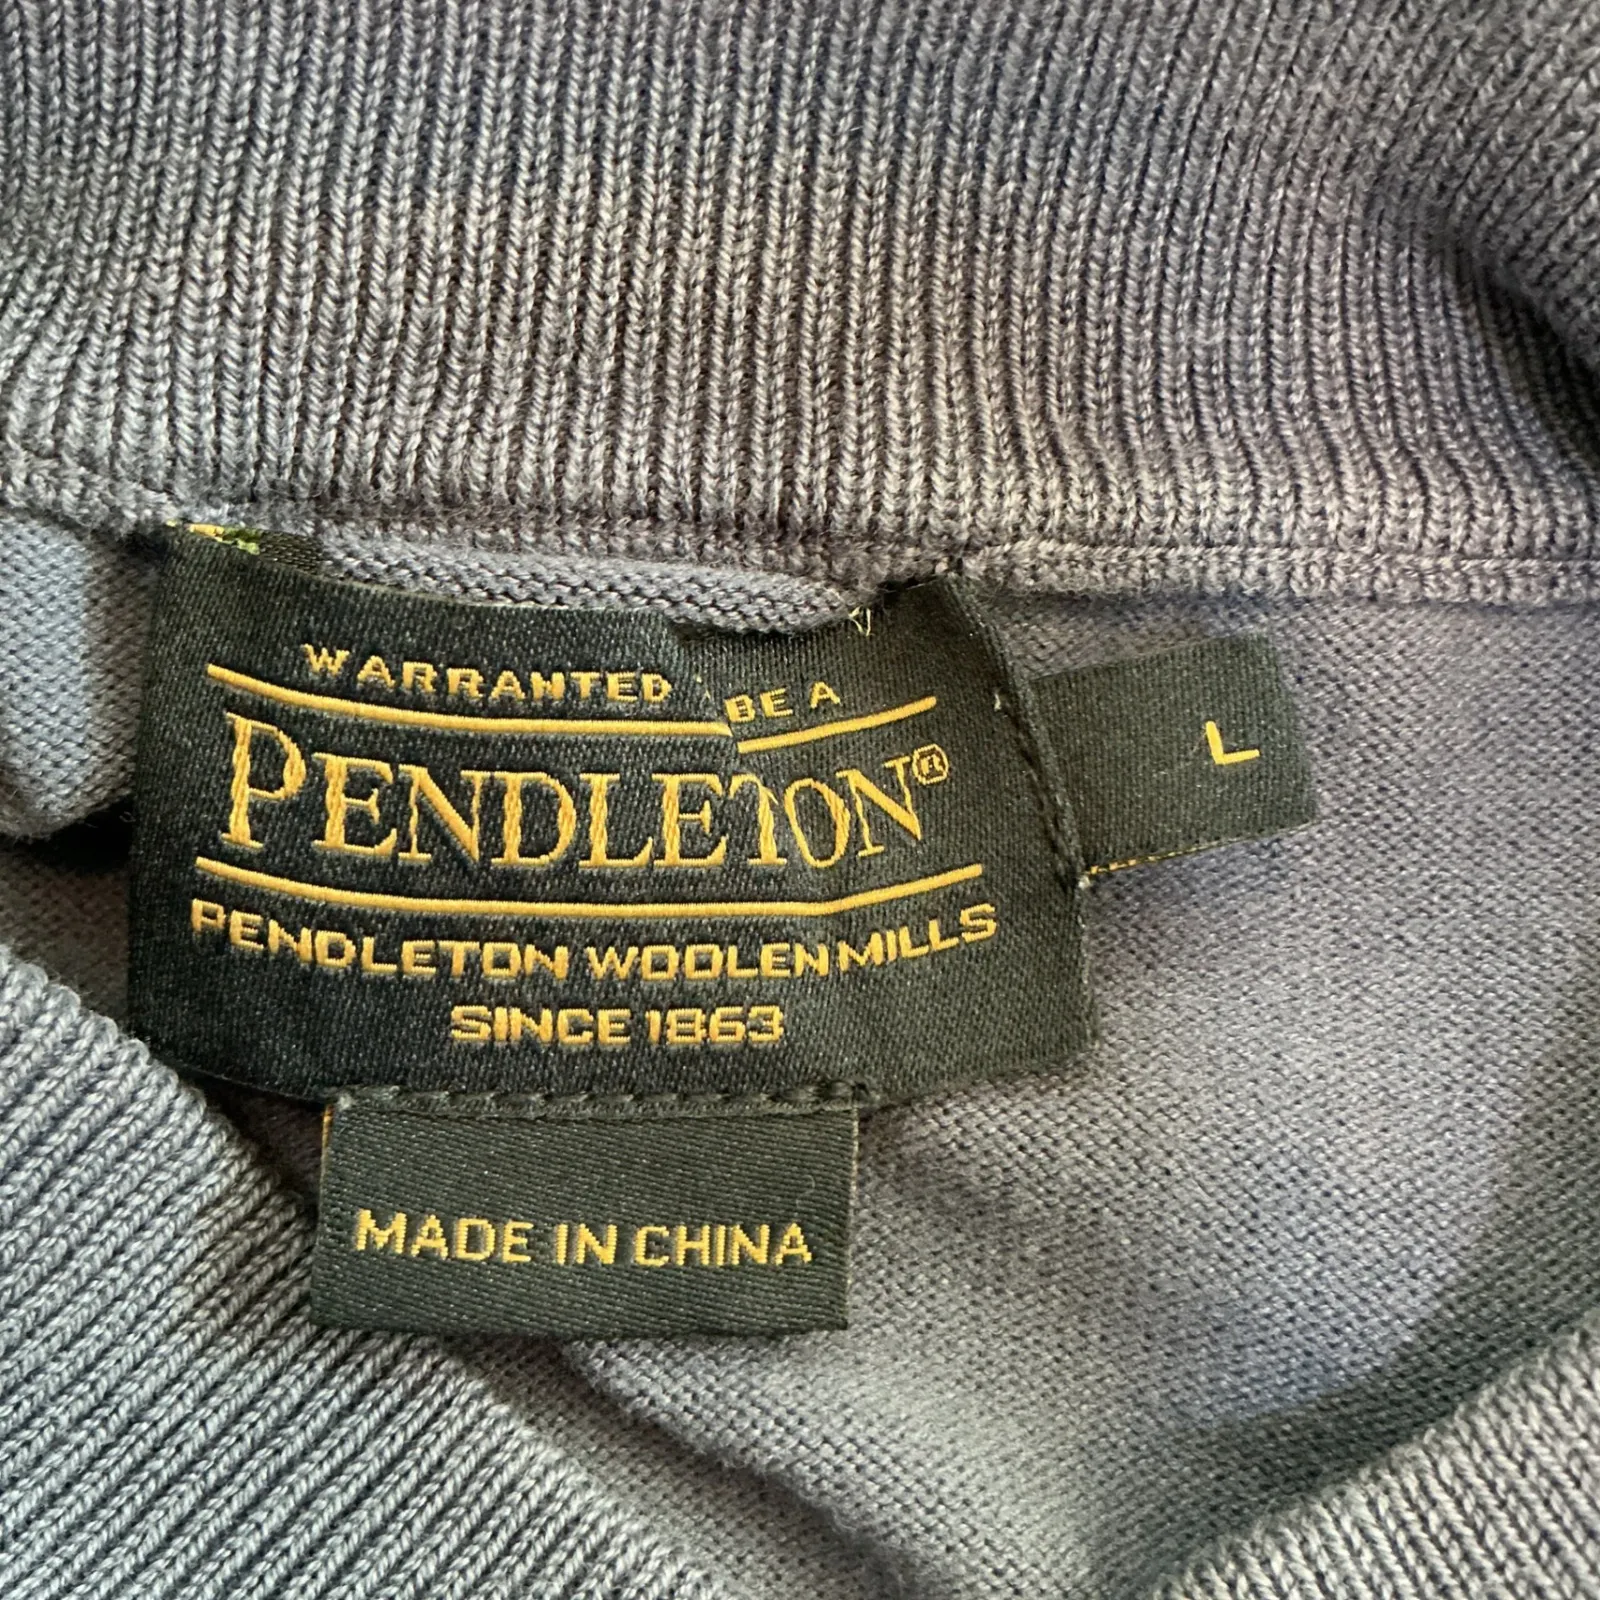 WARRANTED BE A
PENDLETON®
PENDLETON WOOLEN MILLS
SINCE 1863
L
MADE IN CHINA